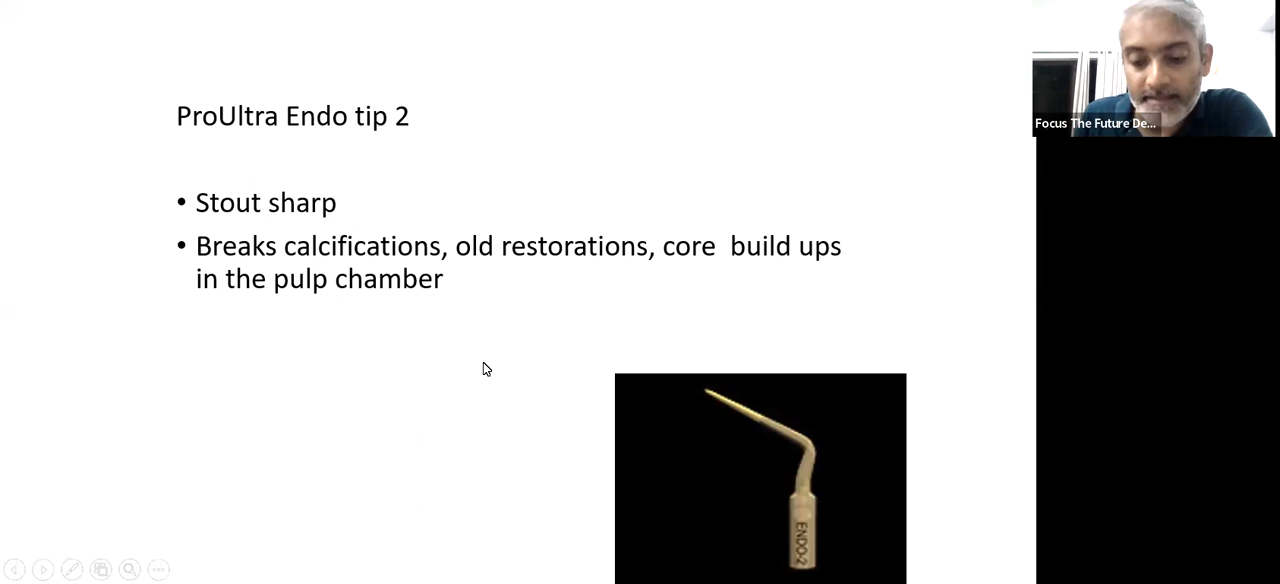 ProUltra Endo tip 2
• Stout sharp
• Breaks calcifications, old restorations, core  build ups
in the pulp chamber
Focus The Future De...
ENDO-2